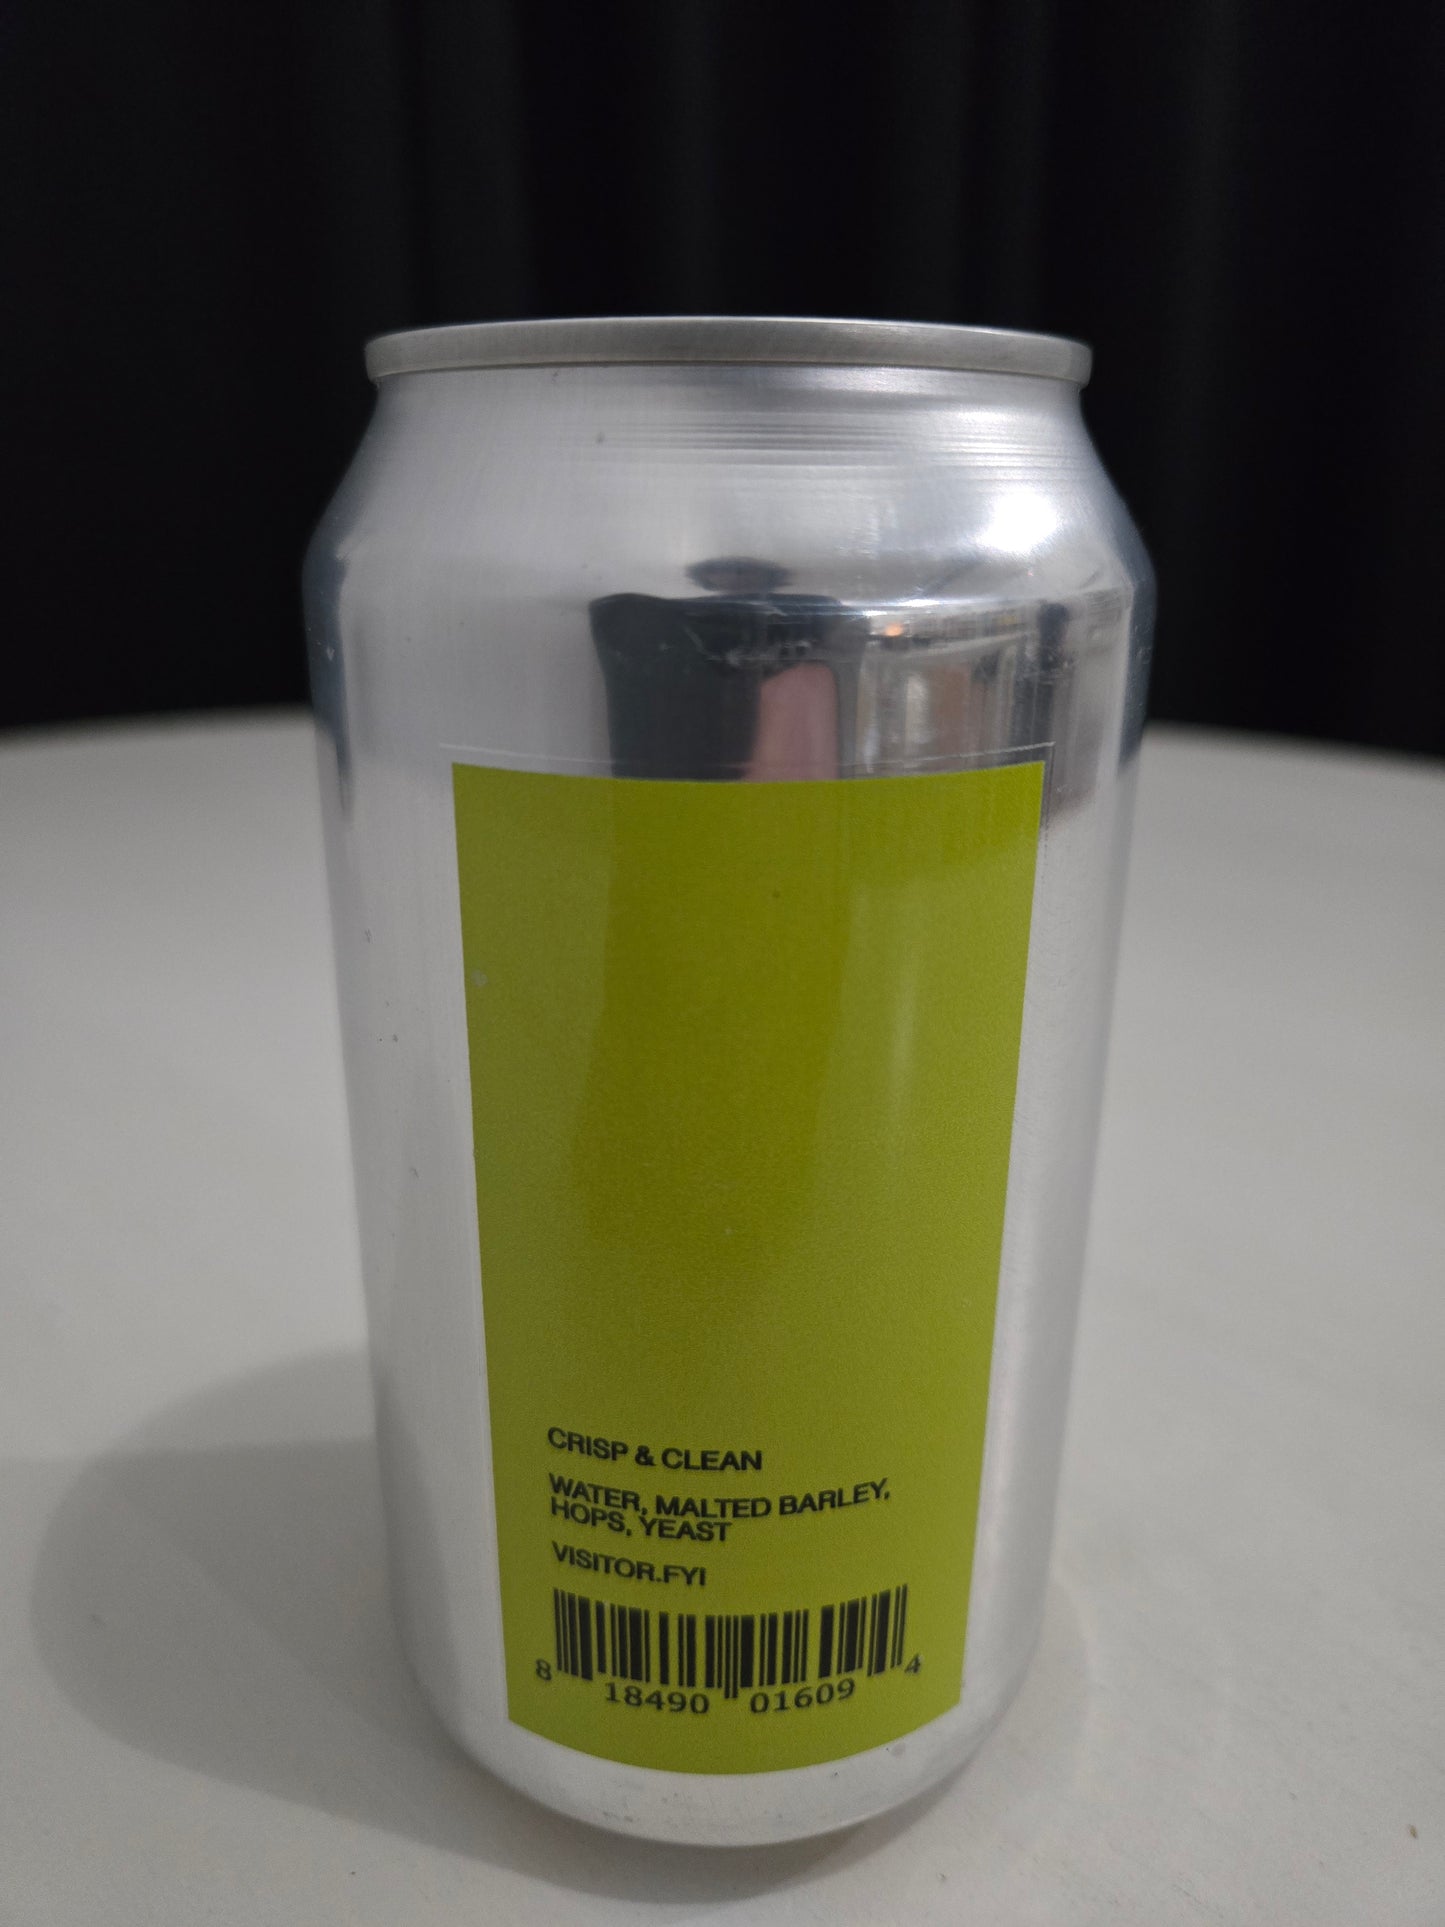 CRISP & CLEAN
WATER, MALTED BARLEY,
HOPS, YEAST
VISITOR.FYI
8 18490 01609 4